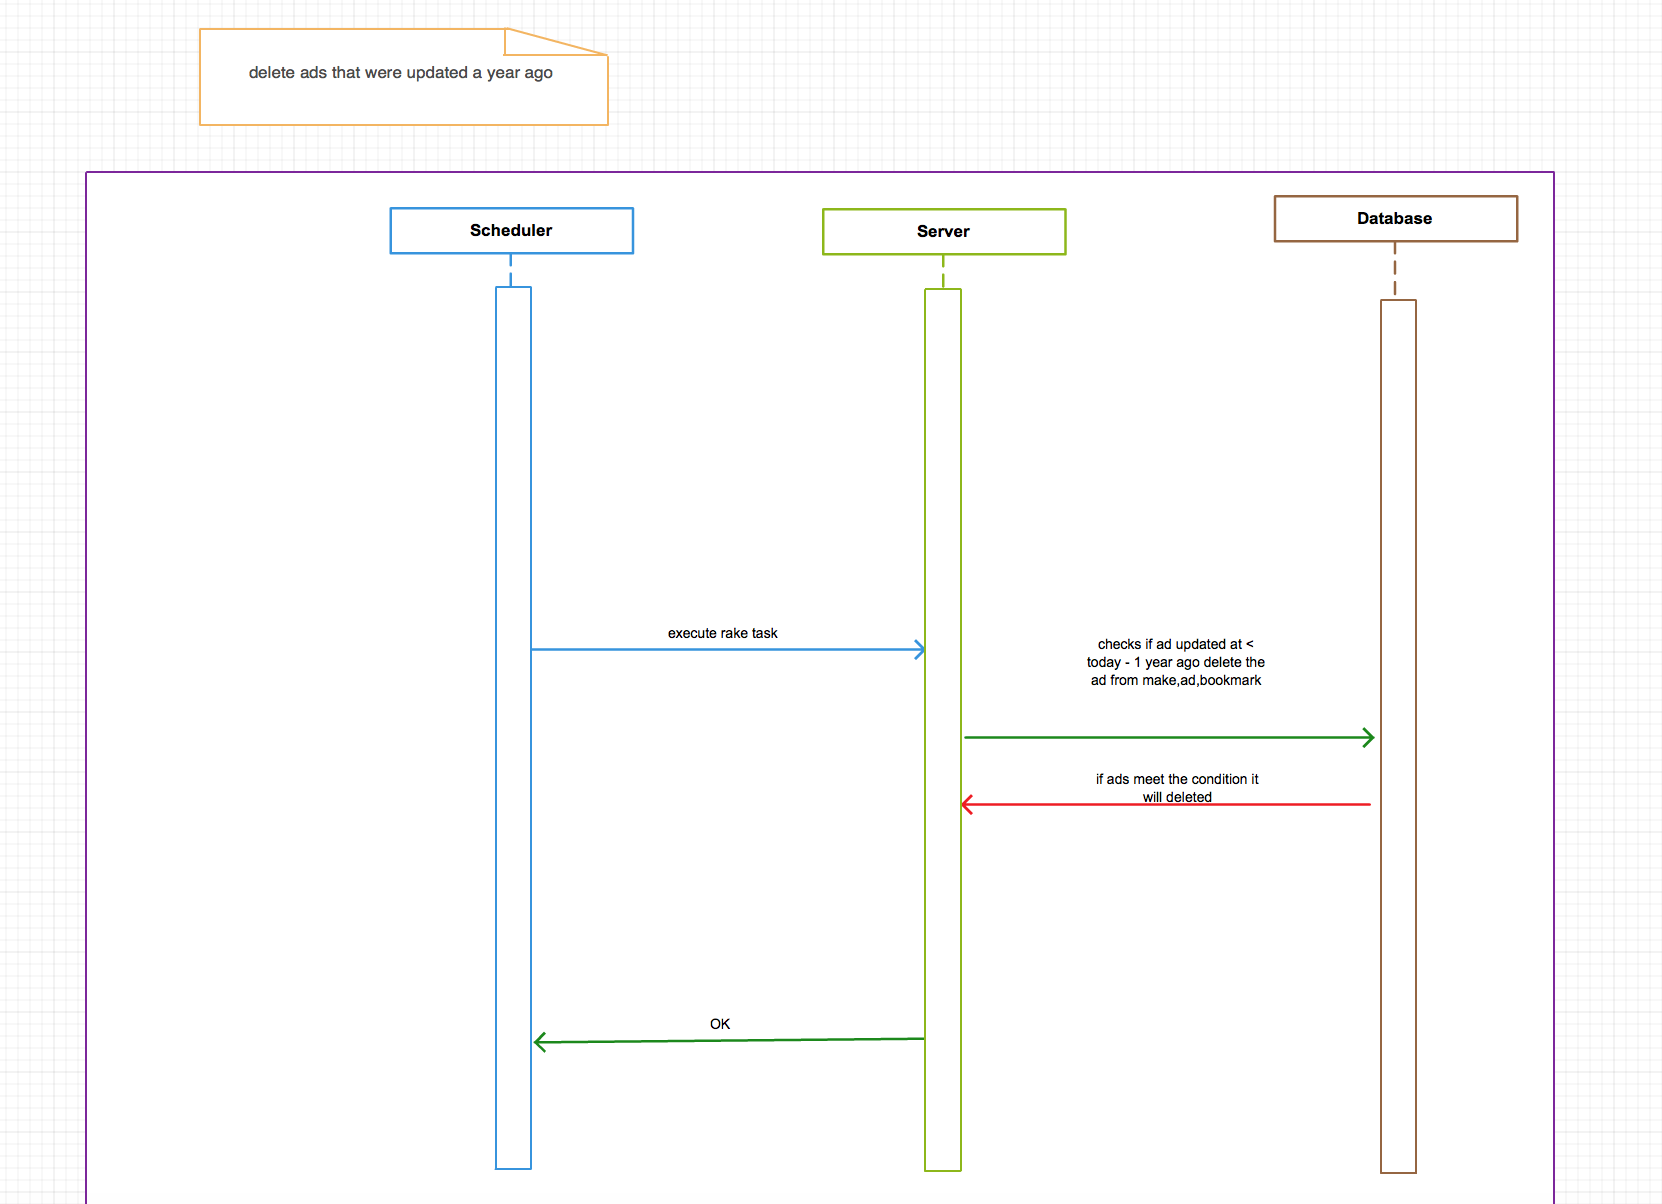 delete ads that were updated a year ago
Scheduler
Server
Database
execute rake task
checks if ad updated at <
today - 1 year ago delete the
ad from make,ad,bookmark
if ads meet the condition it
will deleted
OK